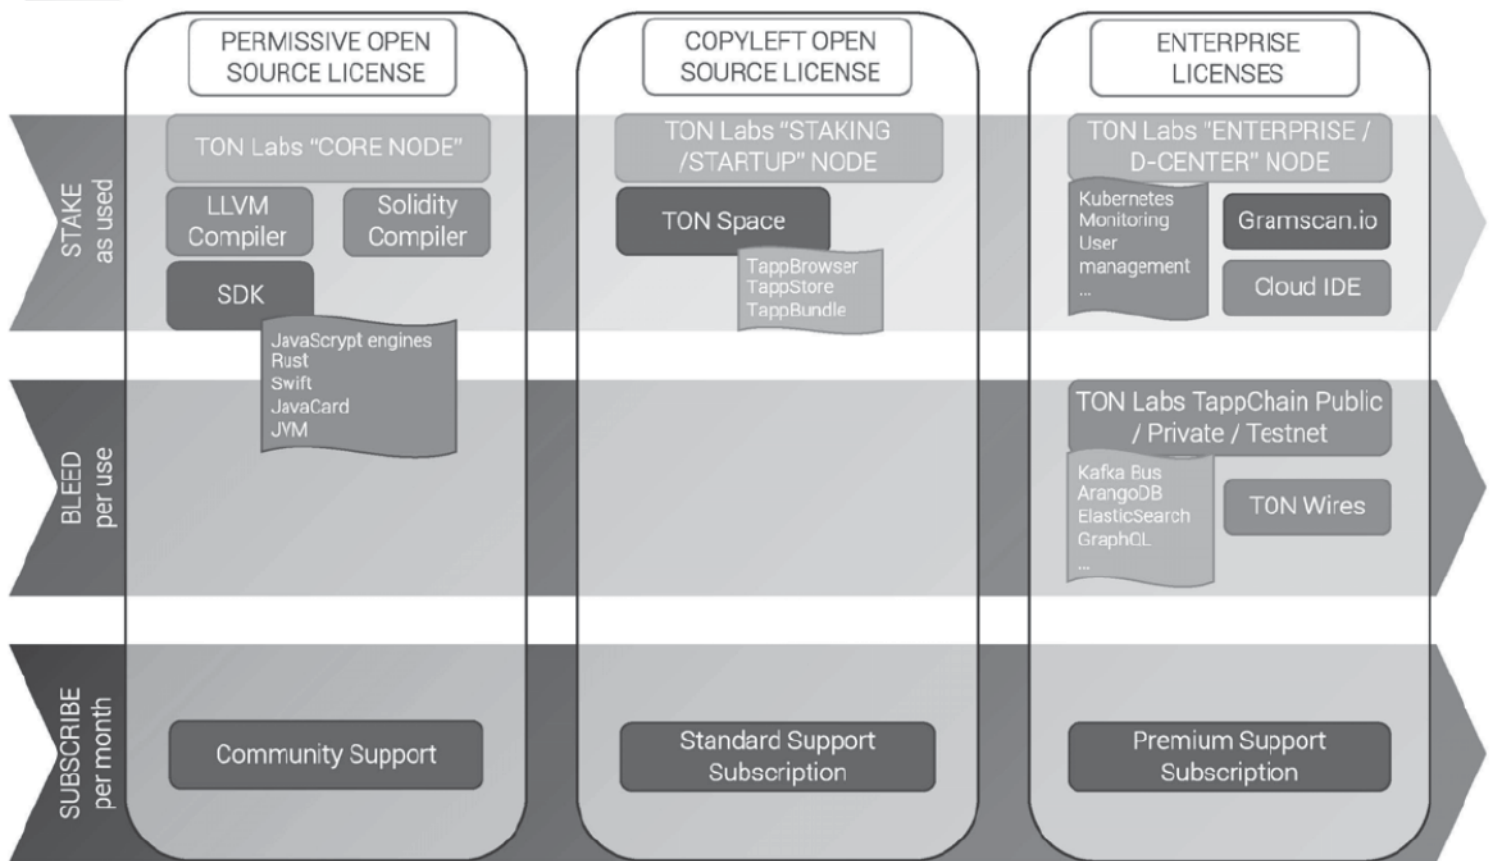 PERMISSIVE OPEN
SOURCE LICENSE
COPYLEFT OPEN
SOURCE LICENSE
ENTERPRISE
LICENSES
STAKE
as used
TON Labs “CORE NODE”
LLVM
Compiler
Solidity
Compiler
SDK
JavaScrypt engines
Rust
Swift
JavaCard
JVM
TON Labs “STAKING
/STARTUP” NODE
TON Space
TappBrowser
TappStore
TappBundle
TON Labs "ENTERPRISE /
D-CENTER” NODE
Kubernetes
Monitoring
User
management
...
Gramscan.io
Cloud IDE
BLEED
per use
TON Labs TappChain Public
/ Private / Testnet
Kafka Bus
ArangoDB
ElasticSearch
GraphQL
...
TON Wires
SUBSCRIBE
per month
Community Support
Standard Support
Subscription
Premium Support
Subscription